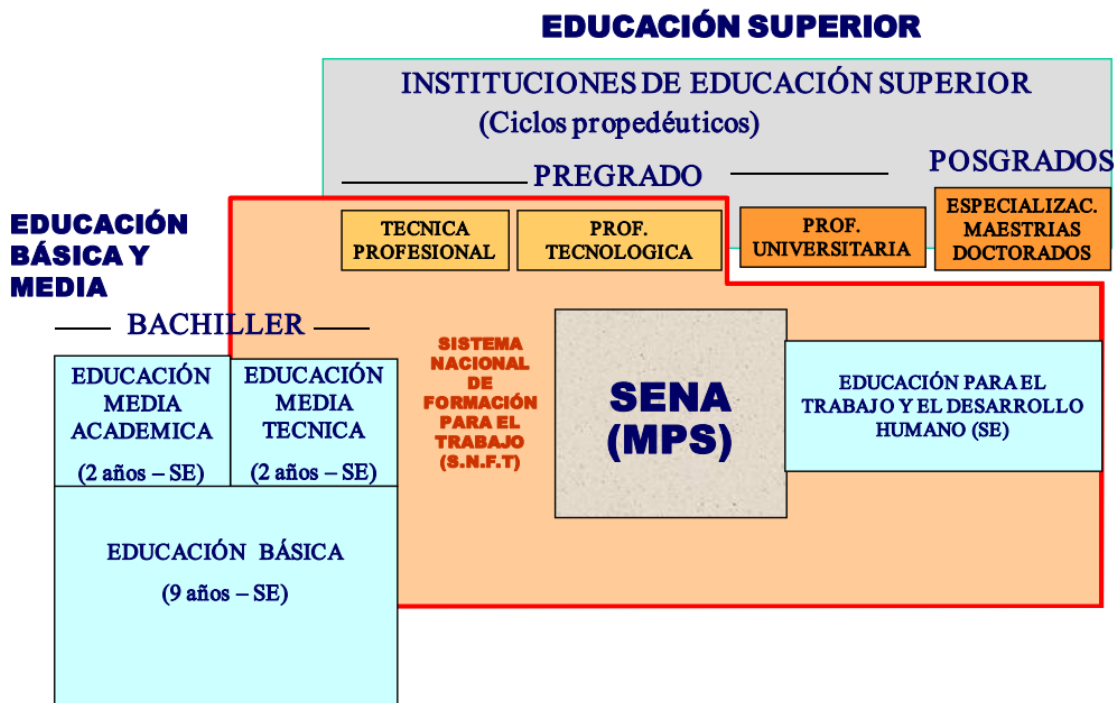 EDUCACIÓN SUPERIOR
INSTITUCIONES DE EDUCACIÓN SUPERIOR
(Ciclos propedéuticos)
PREGRADO
POSGRADOS
TECNICA
PROFESIONAL
PROF.
TECNOLOGICA
PROF.
UNIVERSITARIA
ESPECIALIZAC.
MAESTRIAS
DOCTORADOS
EDUCACIÓN
BÁSICA Y
MEDIA
BACHILLER
EDUCACIÓN
MEDIA
ACADEMICA
(2 años – SE)
EDUCACIÓN
MEDIA
TECNICA
(2 años – SE)
EDUCACIÓN BÁSICA
(9 años – SE)
SISTEMA
NACIONAL
DE
FORMACIÓN
PARA EL
TRABAJO
(S.N.F.T)
SENA
(MPS)
EDUCACIÓN PARA EL
TRABAJO Y EL DESARROLLO
HUMANO (SE)